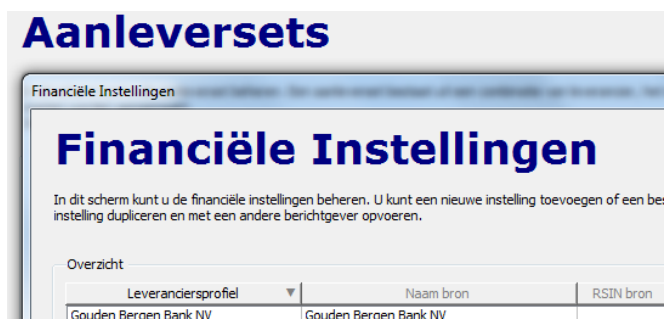 Aanleversets
Financiële Instellingen
Financiële Instellingen
In dit scherm kunt u de financiële instellingen beheren. U kunt een nieuwe instelling toevoegen of een bes
instelling dupliceren en met een andere berichtgever opvoeren.
Overzicht
Leveranciersprofiel Naam bron RSIN bron
Gouden Bergen Bank NV Gouden Bergen Bank NV